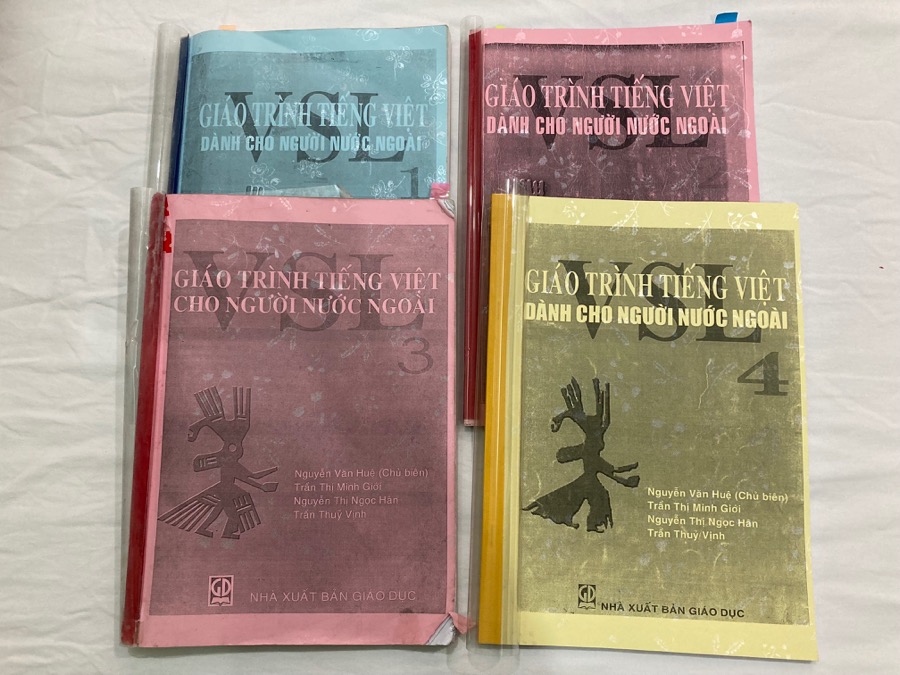 VSL
GIÁO TRÌNH TIẾNG VIỆT
DÀNH CHO NGƯỜI NƯỚC NGOÀI
1
VSL
GIÁO TRÌNH TIẾNG VIỆT
DÀNH CHO NGƯỜI NƯỚC NGOÀI
2
VSL
GIÁO TRÌNH TIẾNG VIỆT
CHO NGƯỜI NƯỚC NGOÀI
3
Nguyễn Văn Huệ (Chủ biên)
Trần Thị Minh Giới
Nguyễn Thị Ngọc Hân
Trần Thuỷ Vịnh
GD
NHÀ XUẤT BẢN GIÁO DỤC
VSL
GIÁO TRÌNH TIẾNG VIỆT
DÀNH CHO NGƯỜI NƯỚC NGOÀI
4
Nguyễn Văn Huệ (Chủ biên)
Trần Thị Minh Giới
Nguyễn Thị Ngọc Hân
Trần Thuỷ Vịnh
GD
NHÀ XUẤT BẢN GIÁO DỤC